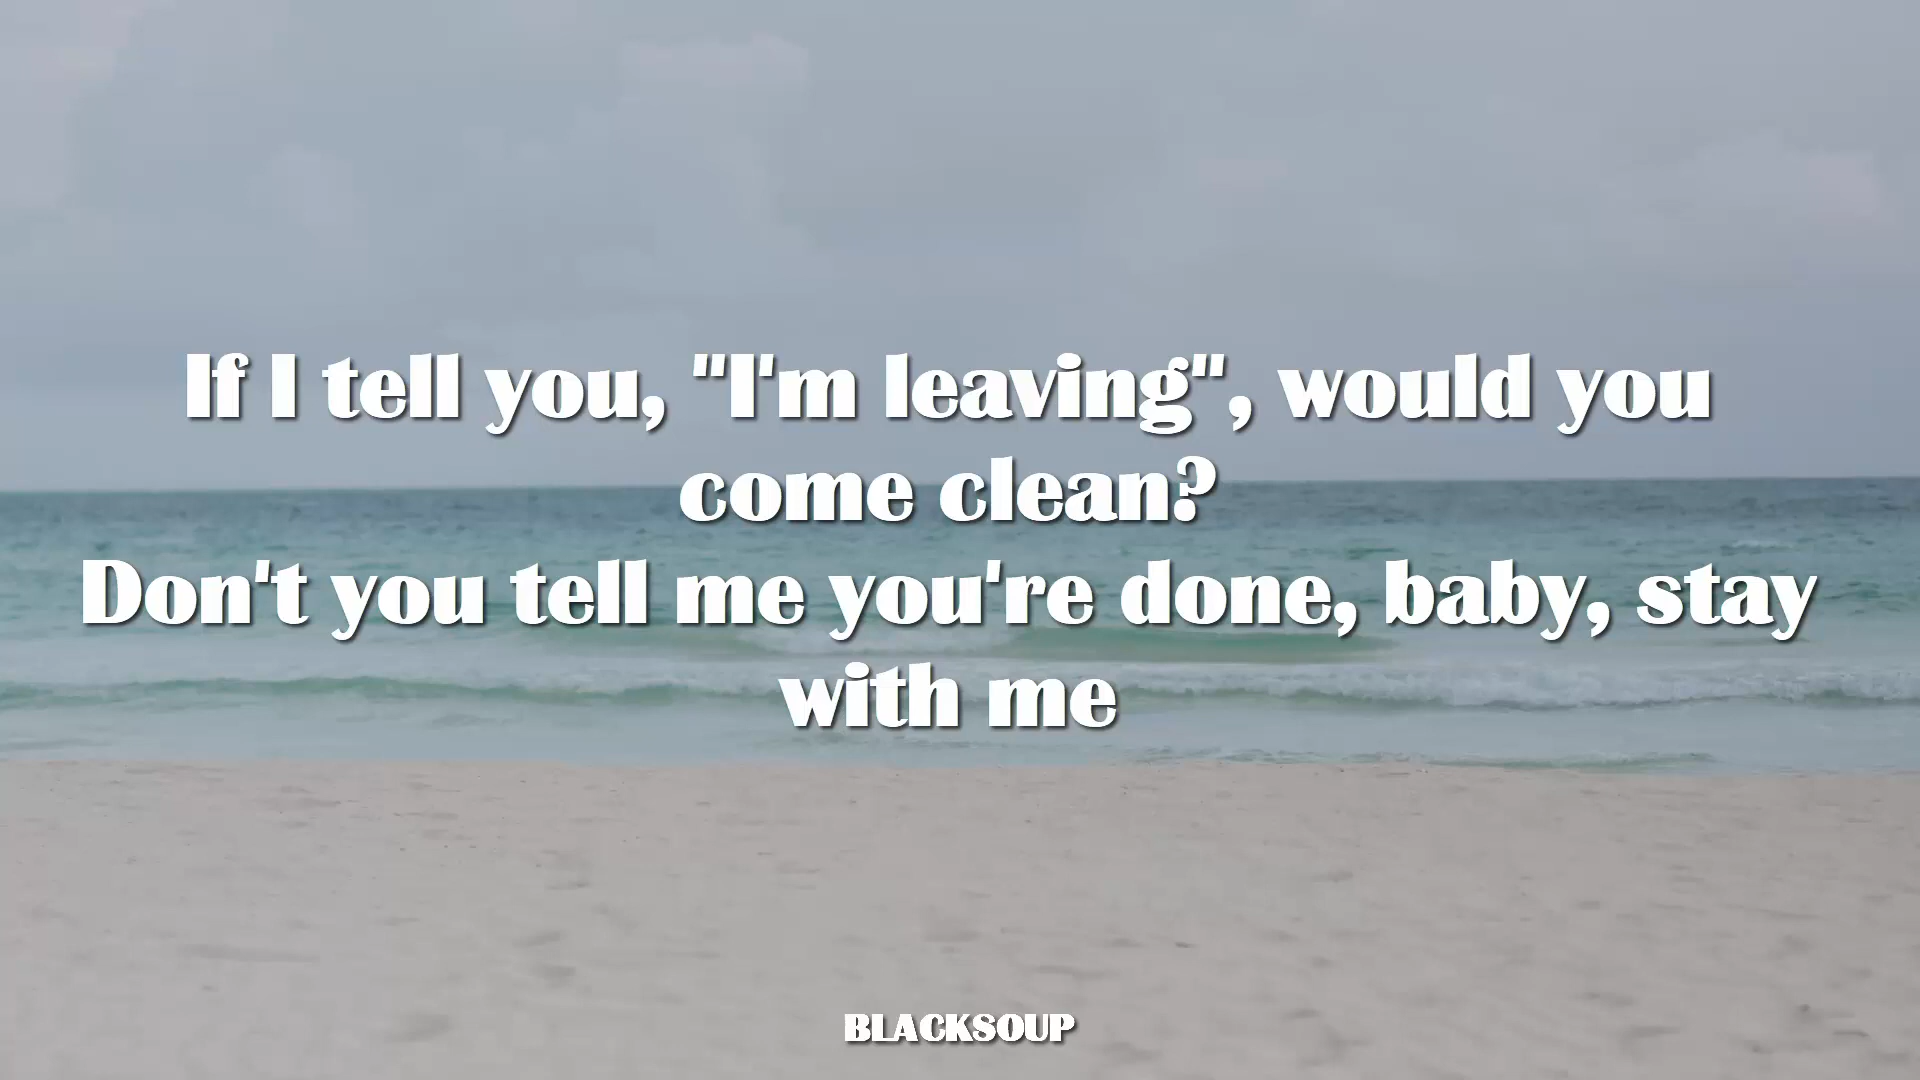 If I tell you, "I'm leaving", would you
come clean?
Don't you tell me you're done, baby, stay
with me
BLACKSOUP